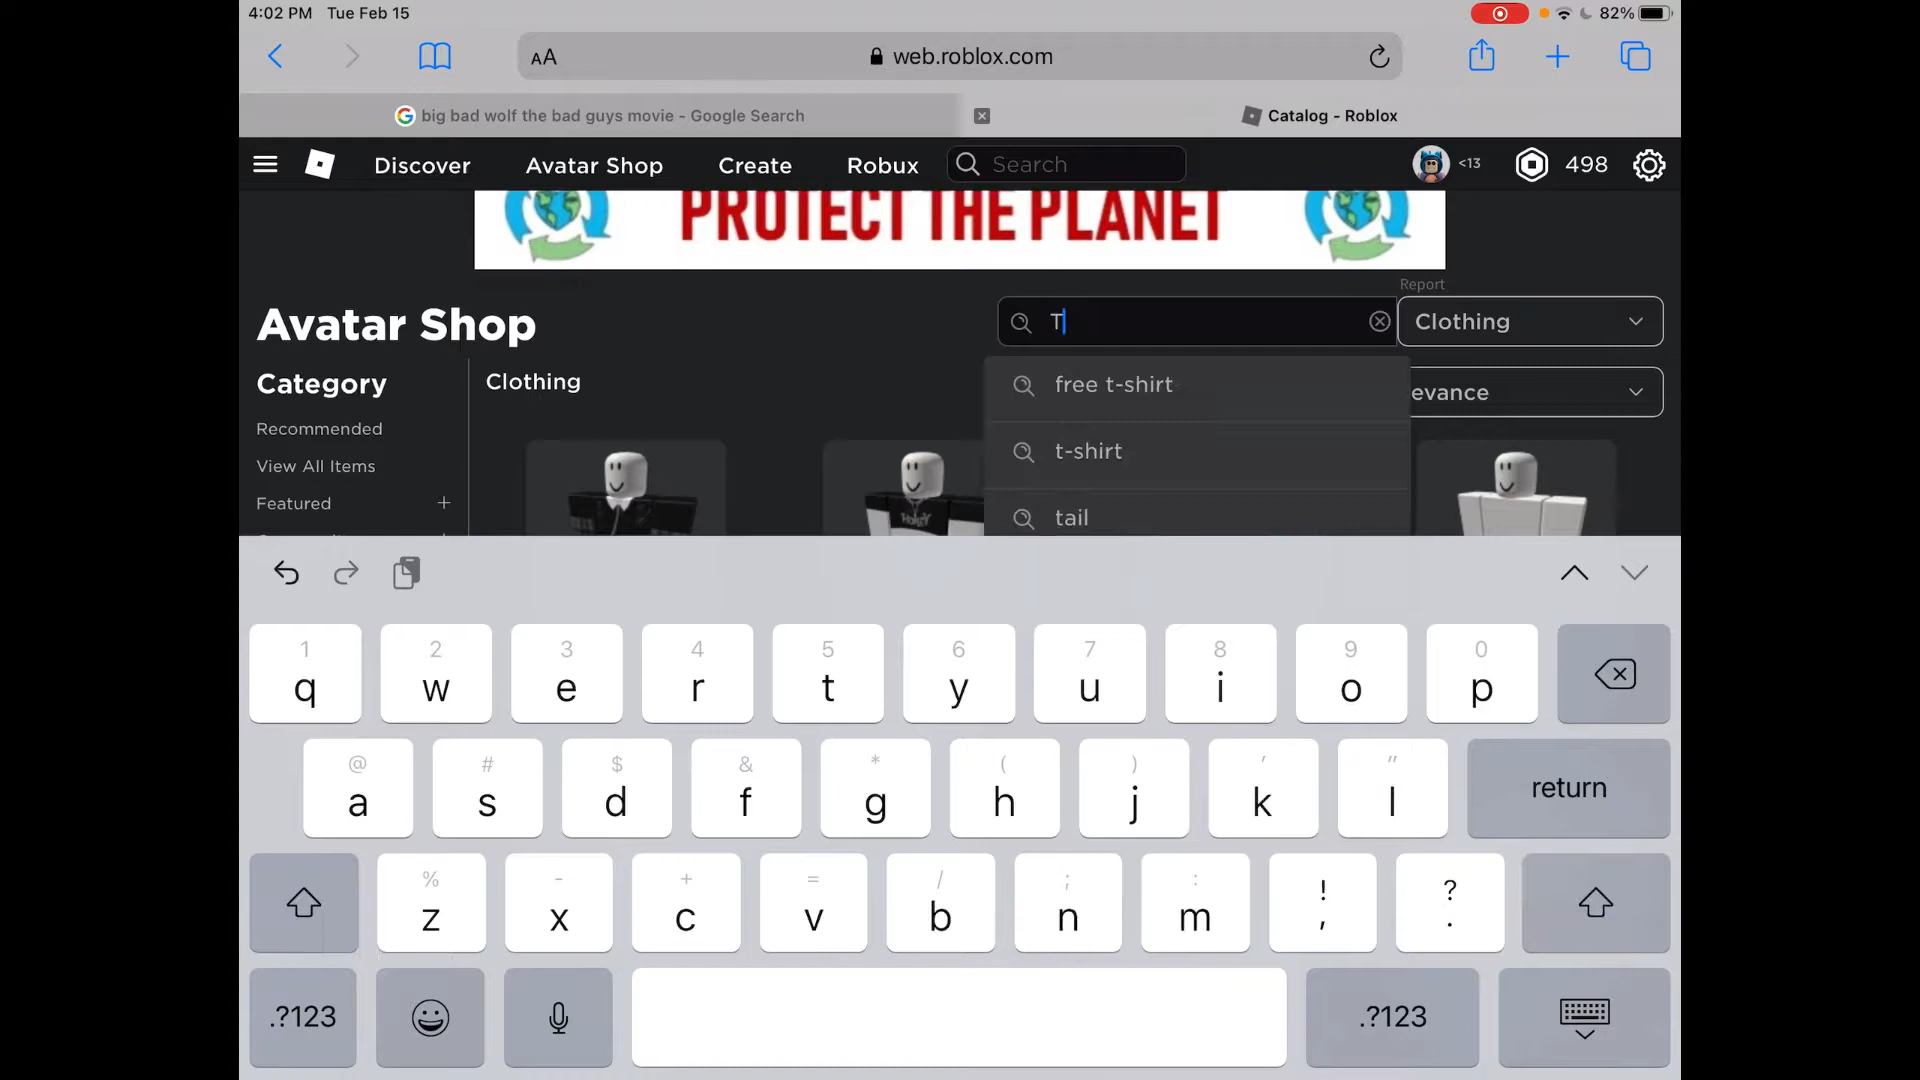 4:02 PM Tue Feb 15
82%
AA web.roblox.com
big bad wolf the bad guys movie - Google Search
Catalog - Roblox
Discover Avatar Shop Create Robux Search <13 498
PROTECT THE PLANET
Report
Avatar Shop
T
Clothing
Category
Clothing
free t-shirt
evance
Recommended
t-shirt
View All Items
Featured +
tail
1 2 3 4 5 6 7 8 9 0
q w e r t y u i o p
@ # $ & * ( ) ' "
a s d f g h j k l return
% - + = / ; : ! ?
z x c v b n m , .
.?123 .?123